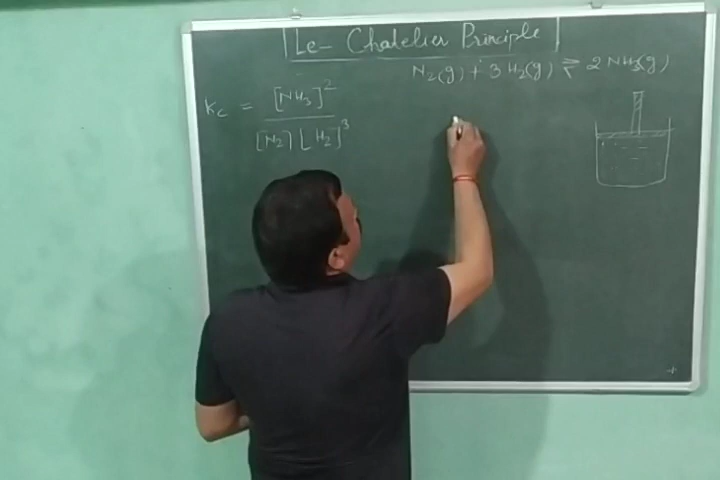 Le-Chatelier Principle
N₂(g) + 3H₂(g) ⇄ 2NH₃(g)
Kc = [NH₃]² / [N₂] [H₂]³